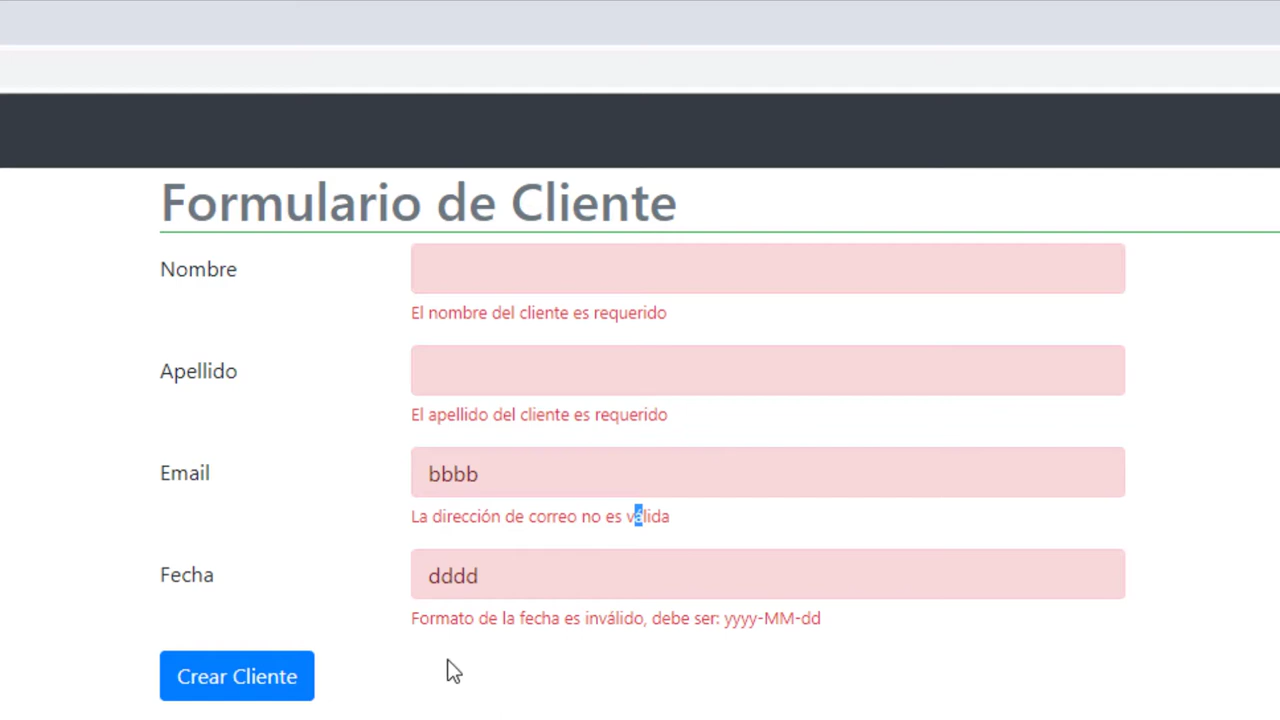 Formulario de Cliente
Nombre
El nombre del cliente es requerido
Apellido
El apellido del cliente es requerido
Email
bbbb
La dirección de correo no es válida
Fecha
dddd
Formato de la fecha es inválido, debe ser: yyyy-MM-dd
Crear Cliente